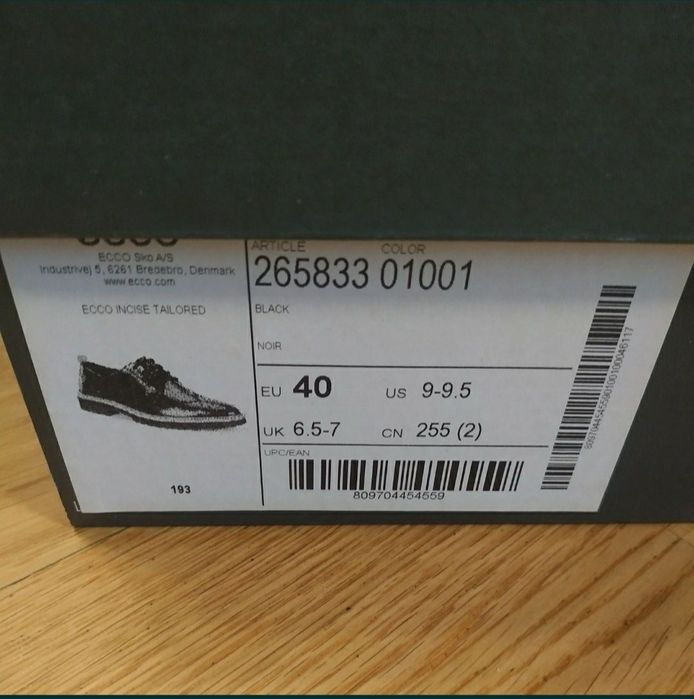 ECCO Sko A/S
Industrivej 5, 6261 Bredebro, Denmark
www.ecco.com
ECCO INCISE TAILORED
193
ARTICLE COLOR
265833 01001
BLACK
NOIR
EU 40 US 9-9.5
UK 6.5-7 CN 255 (2)
UPC/EAN
809704454559